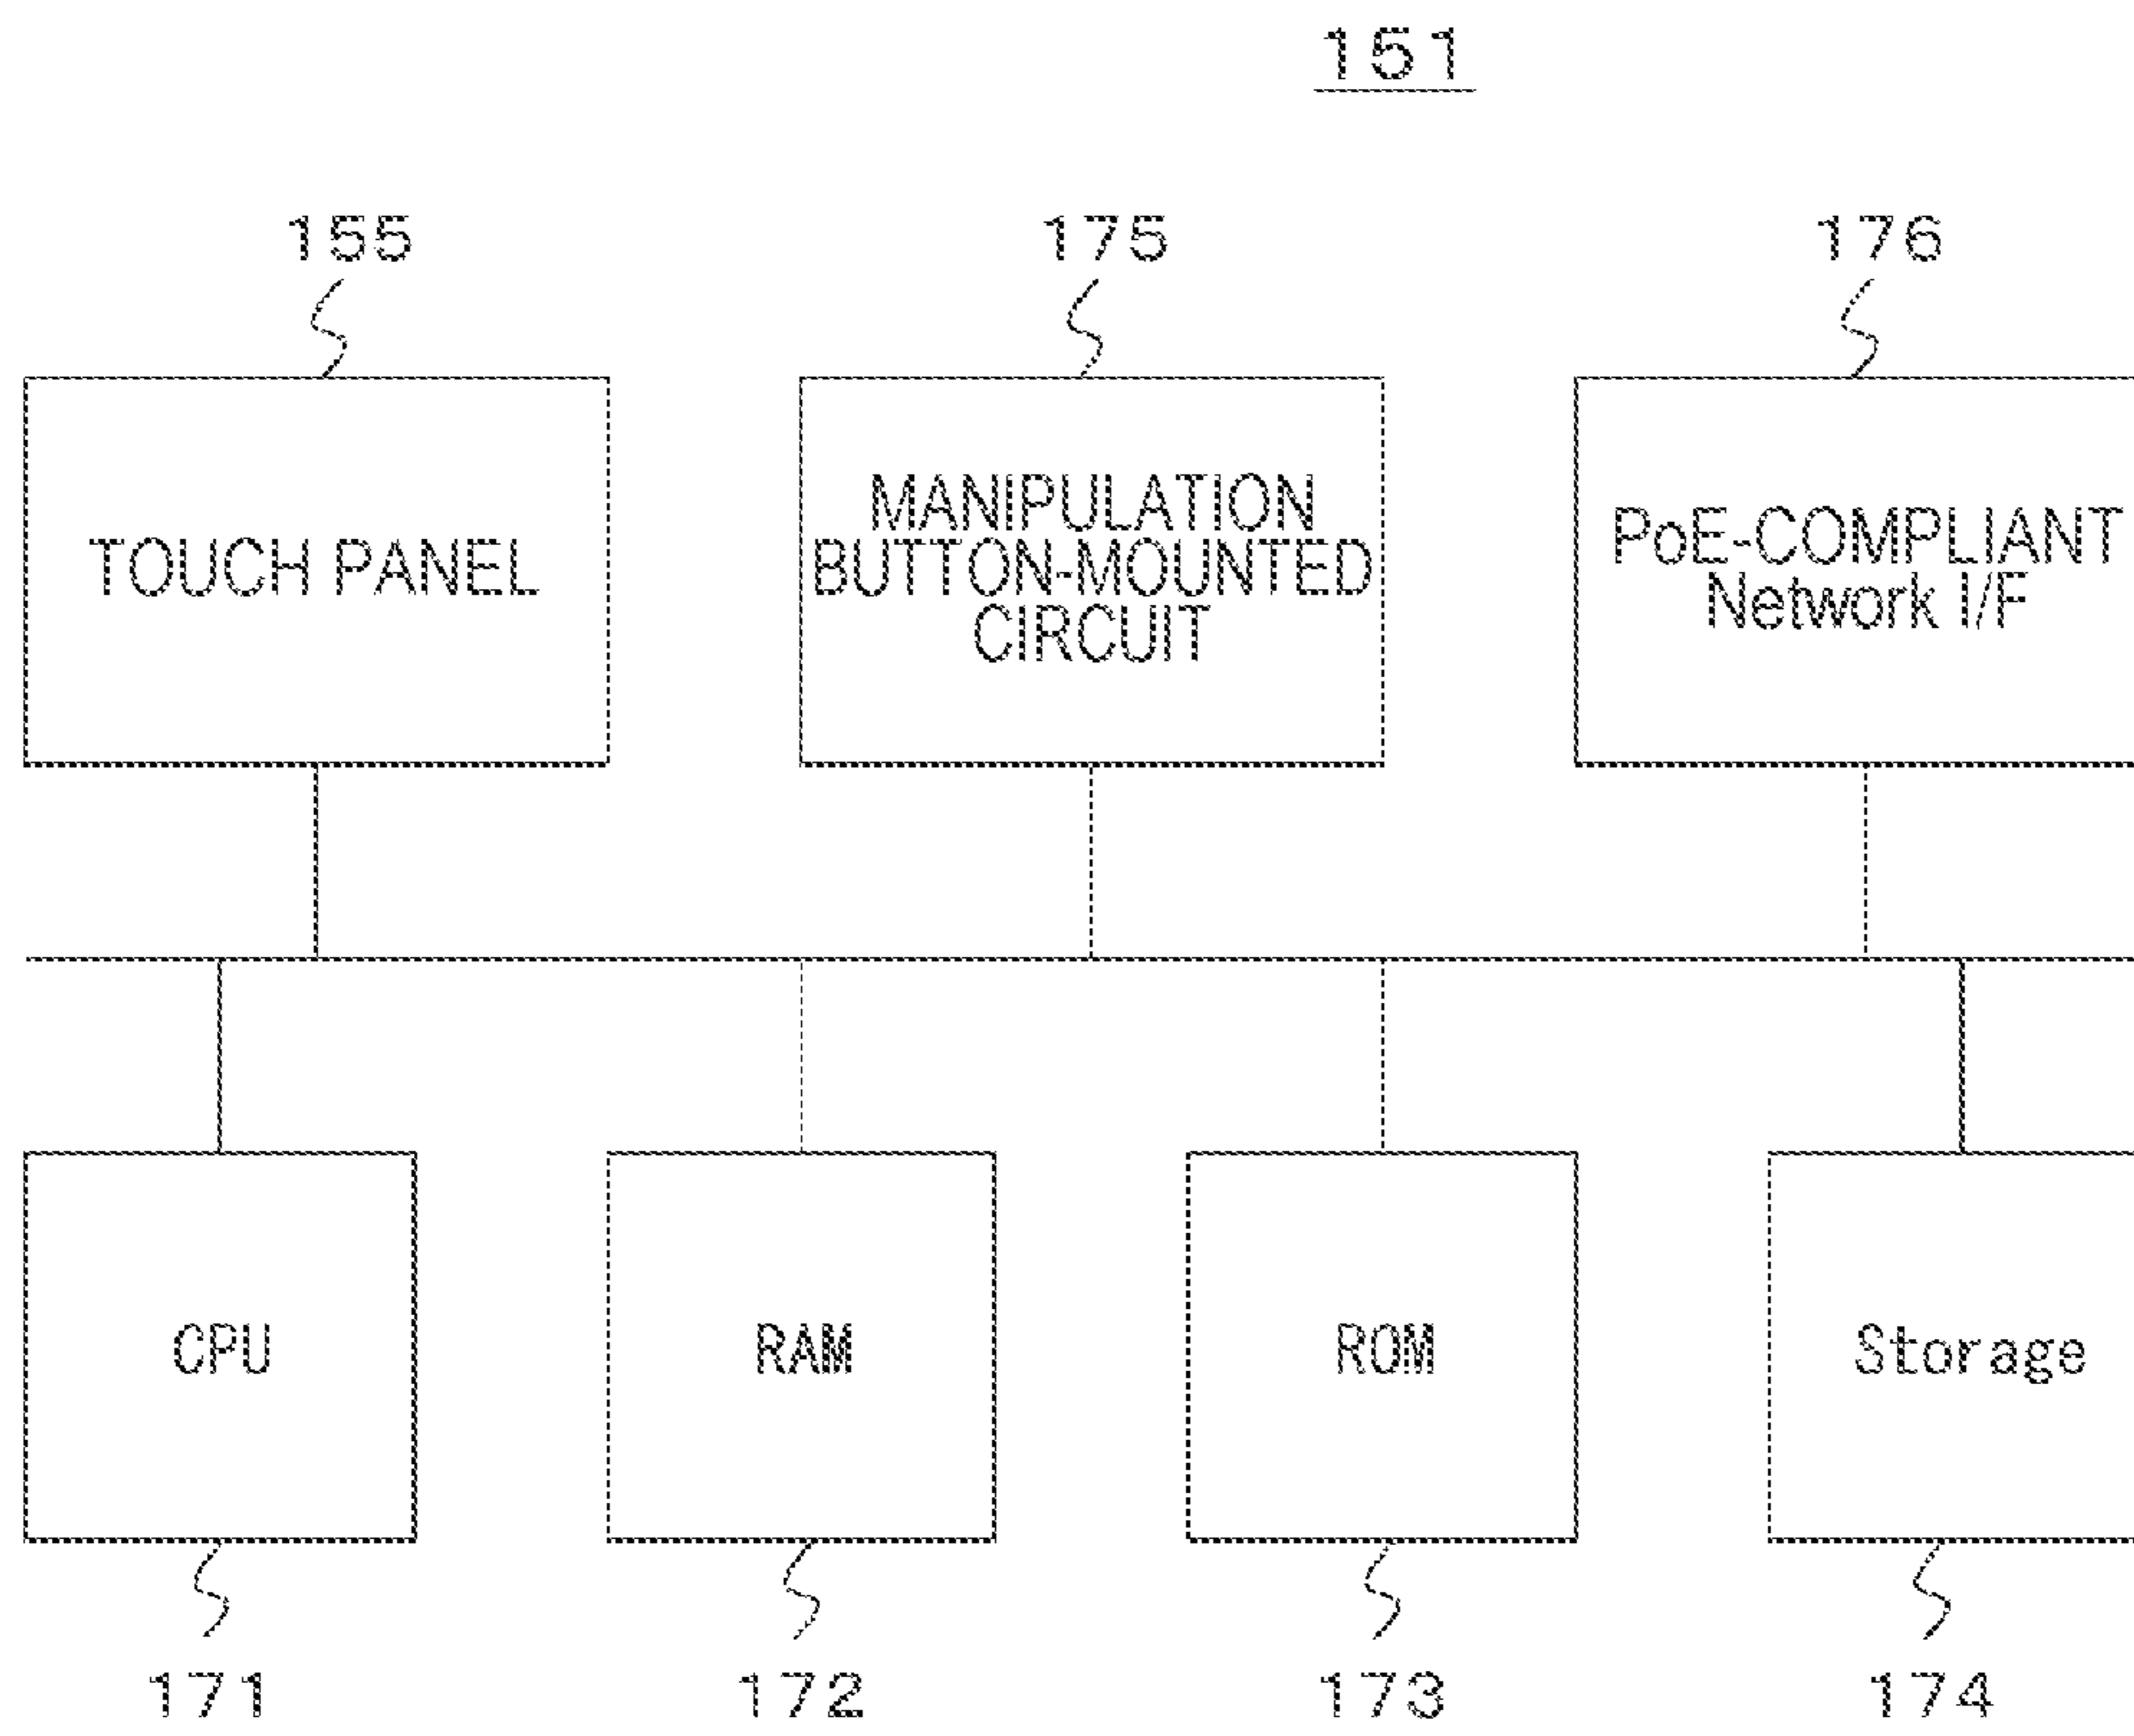 151
155
175
176
TOUCH PANEL
MANIPULATION
BUTTON-MOUNTED
CIRCUIT
PoE-COMPLIANT
Network I/F
CPU
RAM
ROM
Storage
171
172
173
174